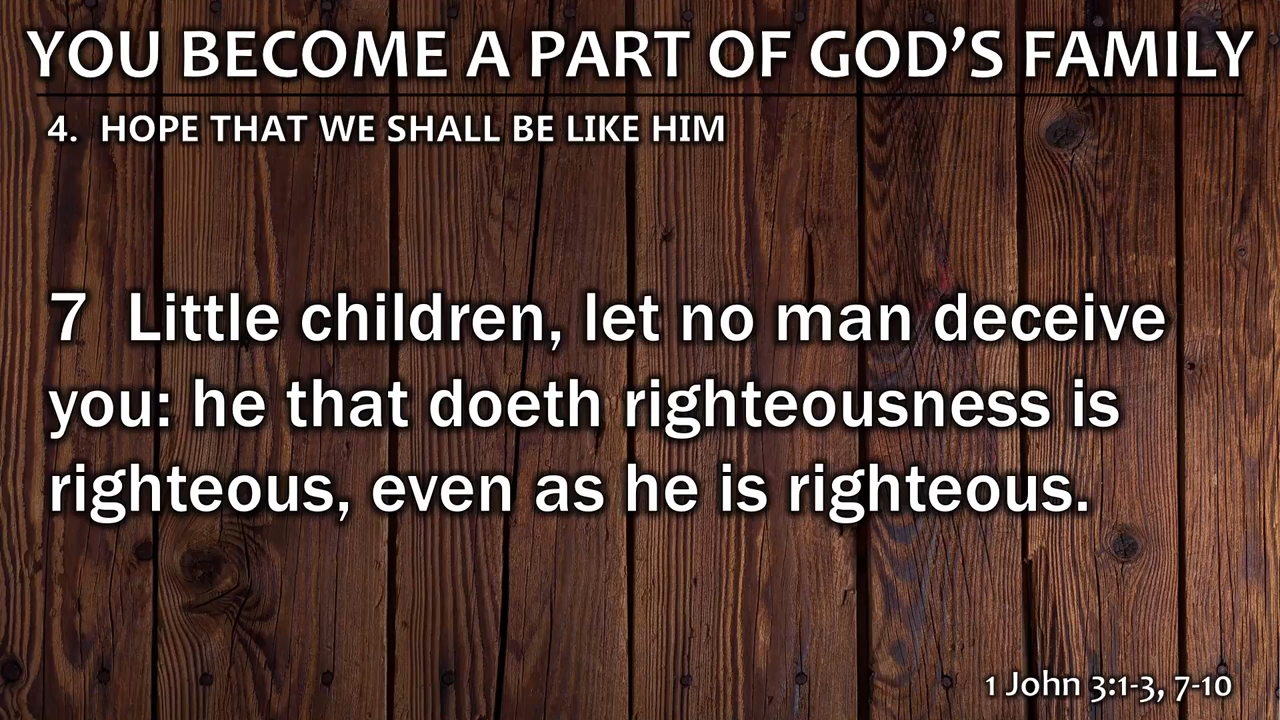 YOU BECOME A PART OF GOD’S FAMILY
4. HOPE THAT WE SHALL BE LIKE HIM
7 Little children, let no man deceive
you: he that doeth righteousness is
righteous, even as he is righteous.
1 John 3:1-3, 7-10